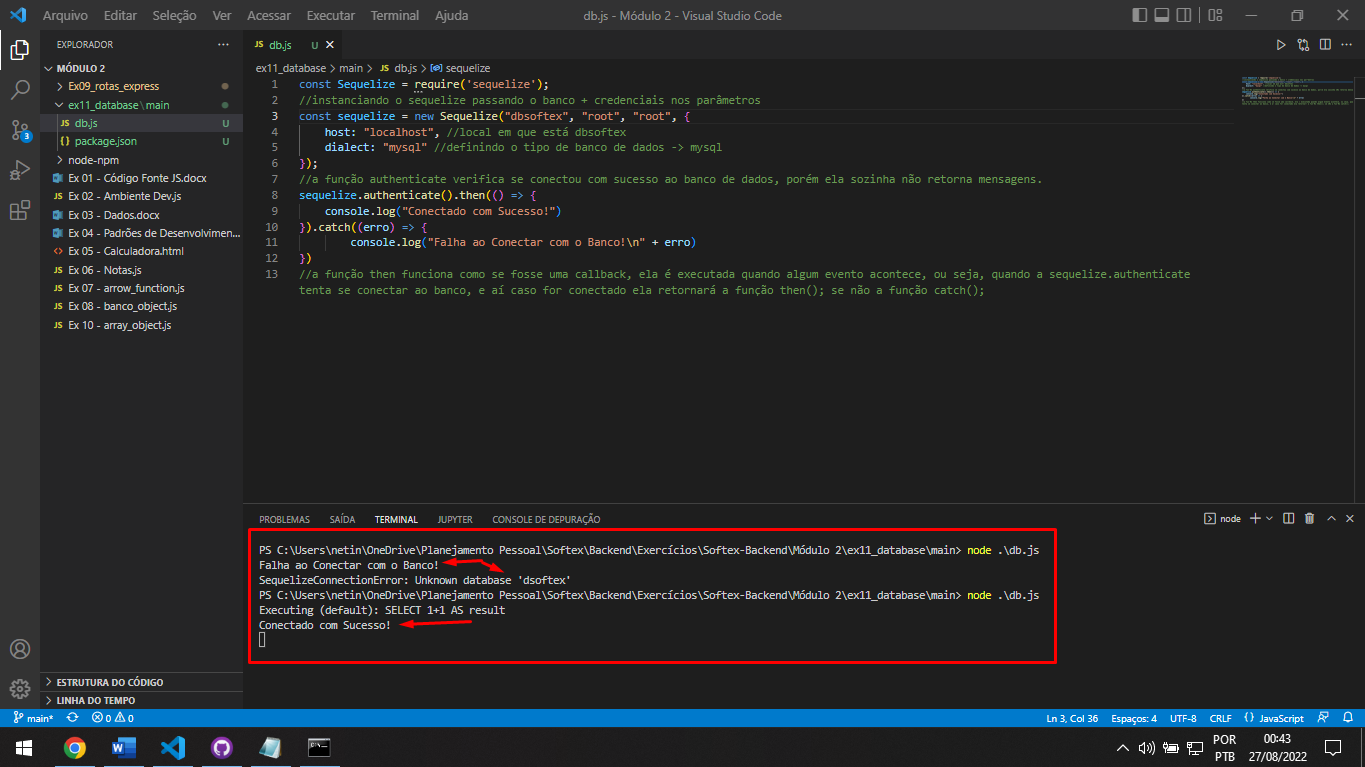 Arquivo Editar Seleção Ver Acessar Executar Terminal Ajuda
db.js - Módulo 2 - Visual Studio Code
EXPLORADOR
MÓDULO 2
Ex09_rotas_express
ex11_database\main
JS db.js U
{} package.json U
node-npm
Ex 01 - Código Fonte JS.docx
JS Ex 02 - Ambiente Dev.js
Ex 03 - Dados.docx
Ex 04 - Padrões de Desenvolvimen...
<> Ex 05 - Calculadora.html
JS Ex 06 - Notas.js
JS Ex 07 - arrow_function.js
JS Ex 08 - banco_object.js
JS Ex 10 - array_object.js
ESTRUTURA DO CÓDIGO
LINHA DO TEMPO
3
JS db.js U
ex11_database > main > JS db.js > sequelize
1 const Sequelize = require('sequelize');
2 //instanciando o sequelize passando o banco + credenciais nos parâmetros
3 const sequelize = new Sequelize("dbsoftex", "root", "root", {
4 host: "localhost", //local em que está dbsoftex
5 dialect: "mysql" //definindo o tipo de banco de dados -> mysql
6 });
7 //a função authenticate verifica se conectou com sucesso ao banco de dados, porém ela sozinha não retorna mensagens.
8 sequelize.authenticate().then(() => {
9 console.log("Conectado com Sucesso!")
10 }).catch((erro) => {
11 console.log("Falha ao Conectar com o Banco!\n" + erro)
12 })
13 //a função then funciona como se fosse uma callback, ela é executada quando algum evento acontece, ou seja, quando a sequelize.authenticate
tenta se conectar ao banco, e aí caso for conectado ela retornará a função then(); se não a função catch();
PROBLEMAS SAÍDA TERMINAL JUPYTER CONSOLE DE DEPURAÇÃO
node
PS C:\Users\netin\OneDrive\Planejamento Pessoal\Softex\Backend\Exercícios\Softex-Backend\Módulo 2\ex11_database\main> node .\db.js
Falha ao Conectar com o Banco!
SequelizeConnectionError: Unknown database 'dsoftex'
PS C:\Users\netin\OneDrive\Planejamento Pessoal\Softex\Backend\Exercícios\Softex-Backend\Módulo 2\ex11_database\main> node .\db.js
Executing (default): SELECT 1+1 AS result
Conectado com Sucesso!
main* 0 0
Ln 3, Col 36 Espaços: 4 UTF-8 CRLF {} JavaScript
POR
PTB
00:43
27/08/2022